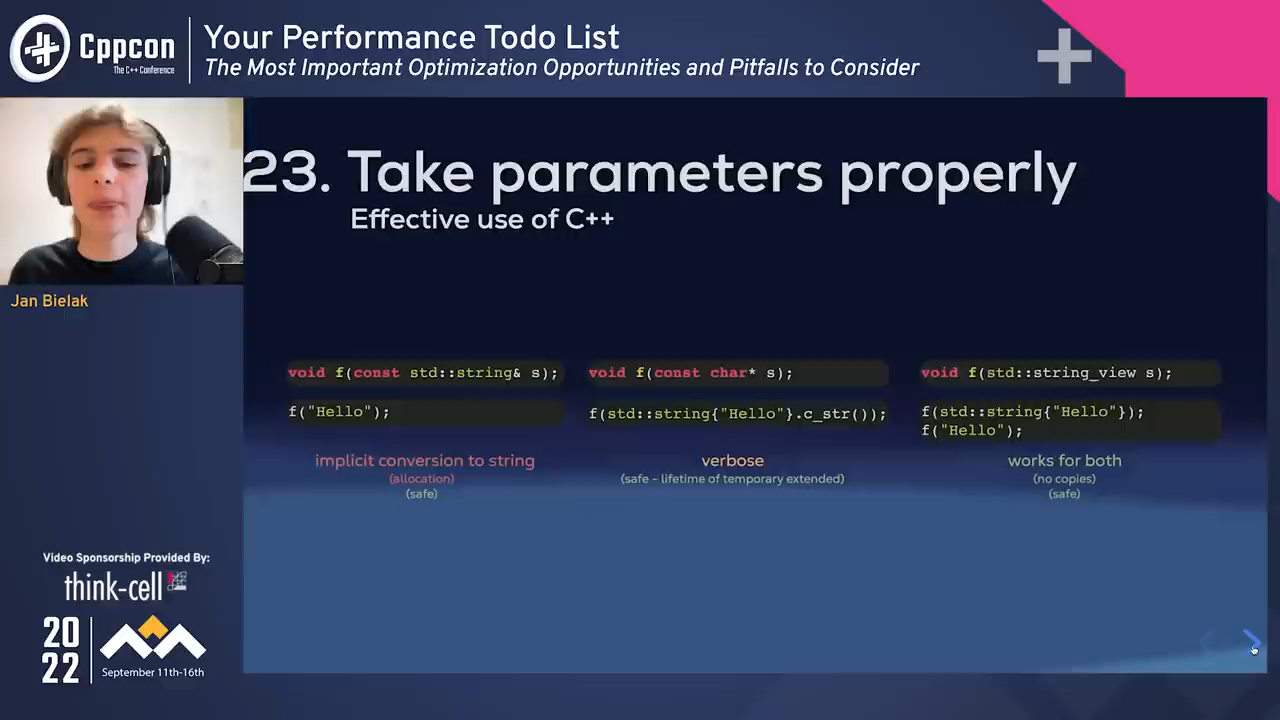 Cppcon
The C++ Conference
Your Performance Todo List
The Most Important Optimization Opportunities and Pitfalls to Consider
Jan Bielak
23. Take parameters properly
Effective use of C++
void f(const std::string& s);
f("Hello");
implicit conversion to string
(allocation)
(safe)
void f(const char* s);
f(std::string{"Hello"}.c_str());
verbose
(safe - lifetime of temporary extended)
void f(std::string_view s);
f(std::string{"Hello"});
f("Hello");
works for both
(no copies)
(safe)
Video Sponsorship Provided By:
think-cell
20
22
September 11th-16th